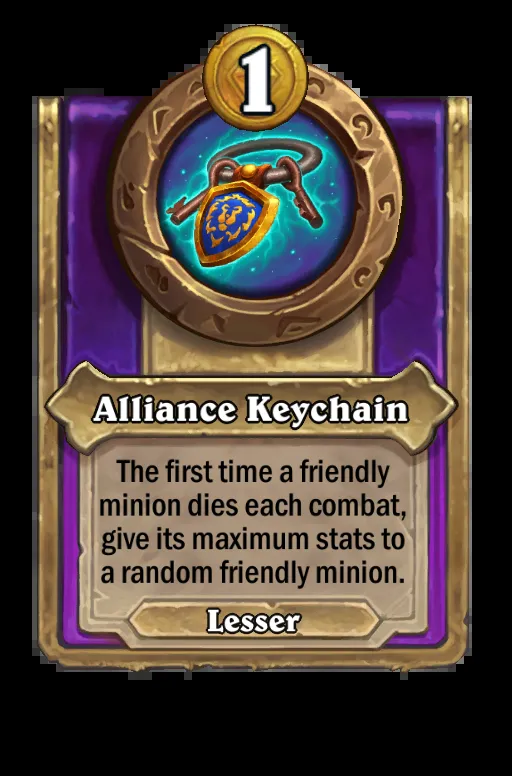 1
Alliance Keychain
The first time a friendly
minion dies each combat,
give its maximum stats to
a random friendly minion.
Lesser